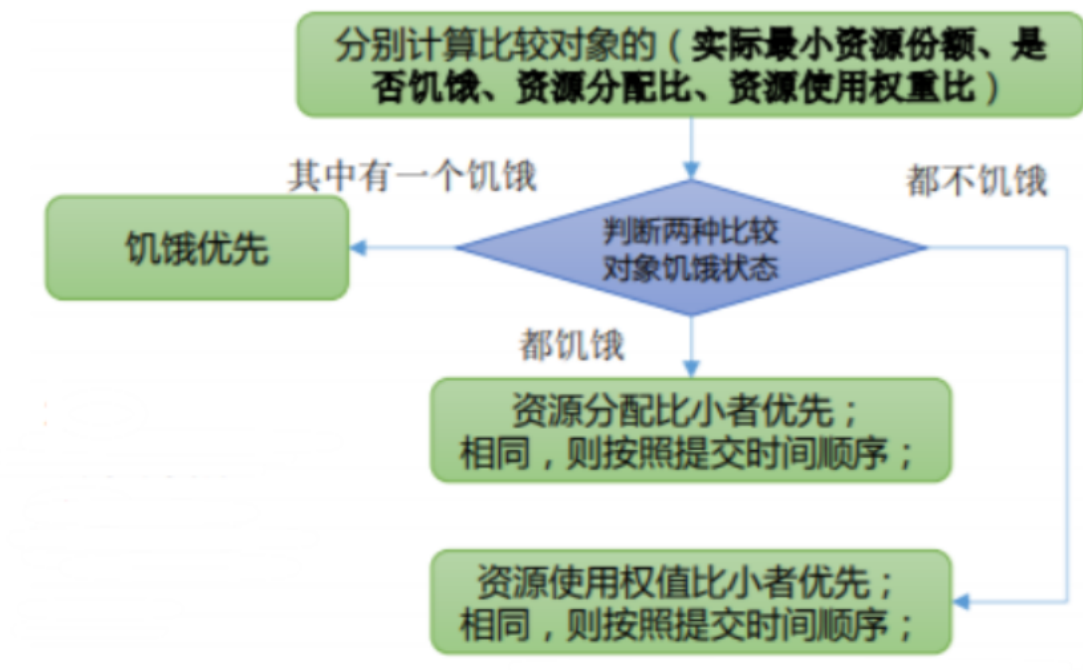 分别计算比较对象的（实际最小资源份额、是
否饥饿、资源分配比、资源使用权重比）
其中有一个饥饿
都不饥饿
饥饿优先
判断两种比较
对象饥饿状态
都饥饿
资源分配比小者优先；
相同，则按照提交时间顺序；
资源使用权值比小者优先；
相同，则按照提交时间顺序；